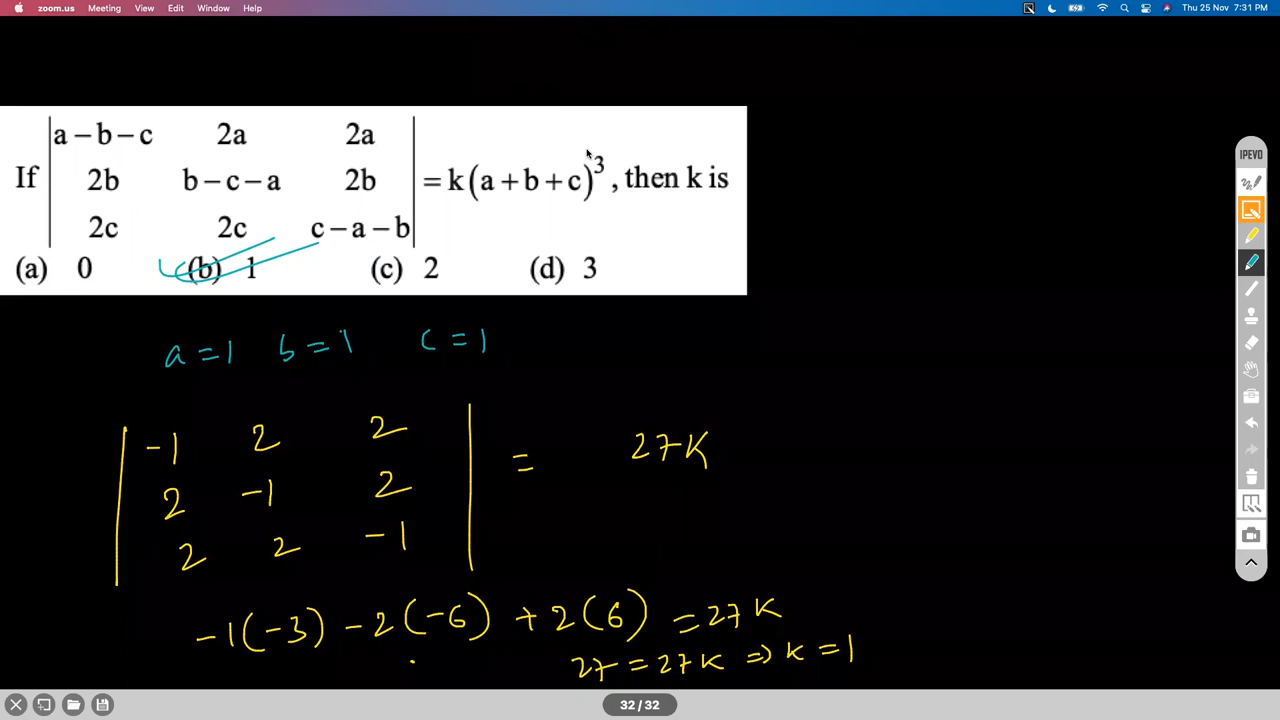 zoom.us Meeting View Edit Window Help Thu 25 Nov 7:31 PM
IPEVO
If | a – b – c 2a 2a |
| 2b b – c – a 2b | = k(a + b + c)³, then k is
| 2c 2c c – a – b |
(a) 0 (b) 1 (c) 2 (d) 3
a = 1 b = 1 c = 1
| -1 2 2 |
| 2 -1 2 | = 27K
| 2 2 -1 |
-1(-3) -2(-6) + 2(6) = 27K
27 = 27K ⇒ K = 1
32 / 32